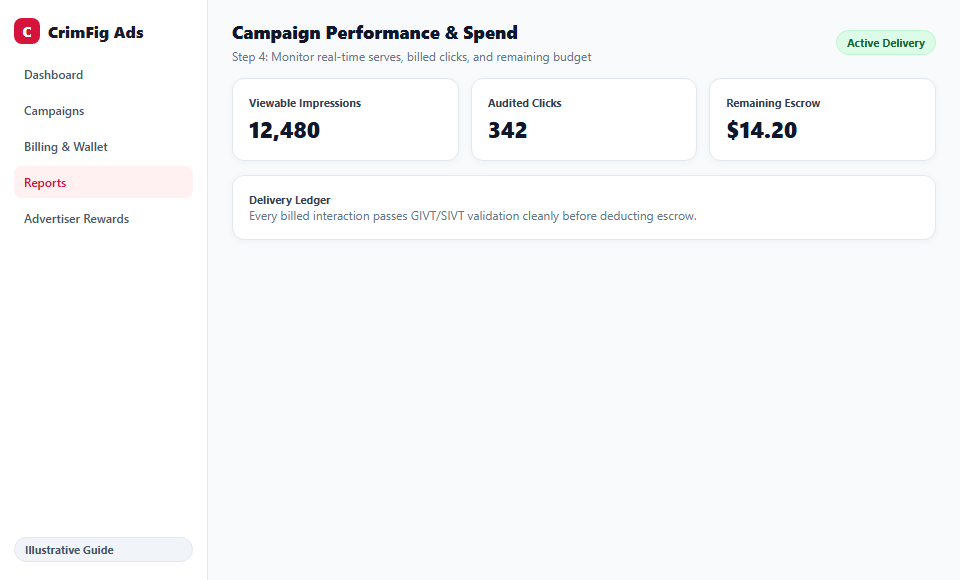 C CrimFig Ads
Dashboard
Campaigns
Billing & Wallet
Reports
Advertiser Rewards
Illustrative Guide
Campaign Performance & Spend
Step 4: Monitor real-time serves, billed clicks, and remaining budget
Active Delivery
Viewable Impressions
12,480
Audited Clicks
342
Remaining Escrow
$14.20
Delivery Ledger
Every billed interaction passes GIVT/SIVT validation cleanly before deducting escrow.